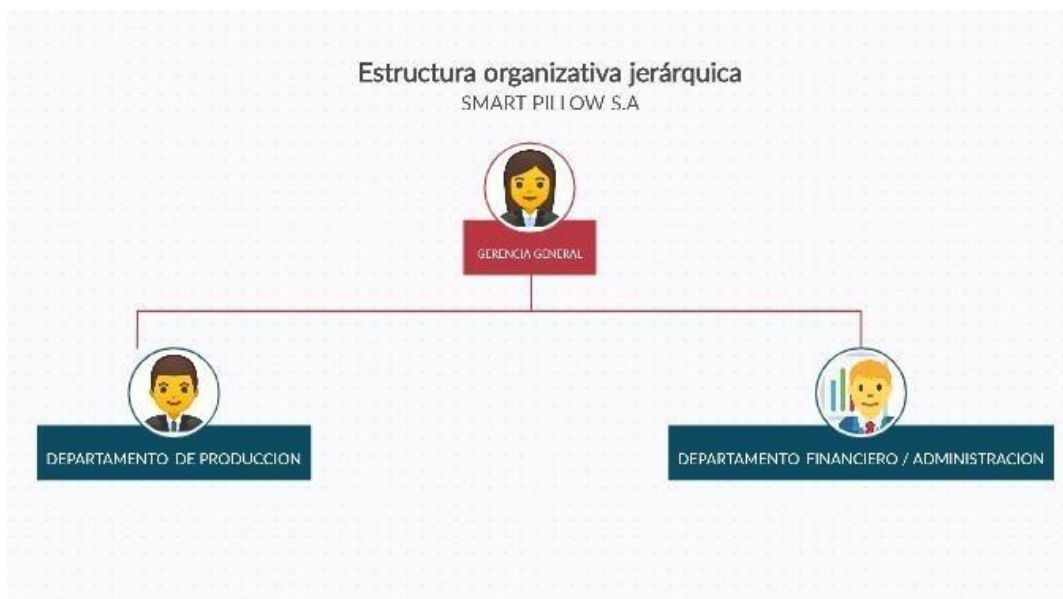 Estructura organizativa jerárquica
SMART PILLOW S.A
GERENCIA GENERAL
DEPARTAMENTO DE PRODUCCION
DEPARTAMENTO FINANCIERO / ADMINISTRACION